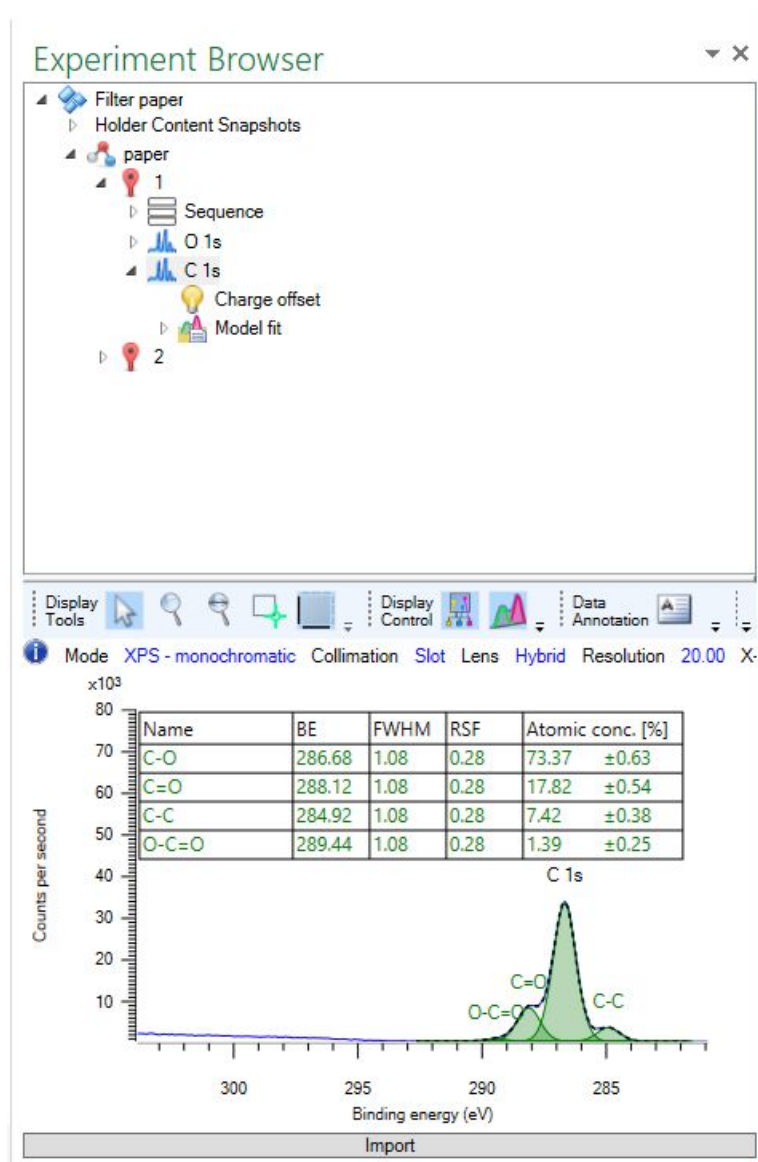 Experiment Browser
Filter paper
Holder Content Snapshots
paper
1
Sequence
O 1s
C 1s
Charge offset
Model fit
2
Display Tools Display Control Data Annotation
Mode XPS - monochromatic Collimation Slot Lens Hybrid Resolution 20.00 X-
x10³
80
70
60
50
40
30
20
10
Counts per second
Name BE FWHM RSF Atomic conc. [%]
C-O 286.68 1.08 0.28 73.37 ±0.63
C=O 288.12 1.08 0.28 17.82 ±0.54
C-C 284.92 1.08 0.28 7.42 ±0.38
O-C=O 289.44 1.08 0.28 1.39 ±0.25
C 1s
C=O
O-C=O
C-C
300 295 290 285
Binding energy (eV)
Import